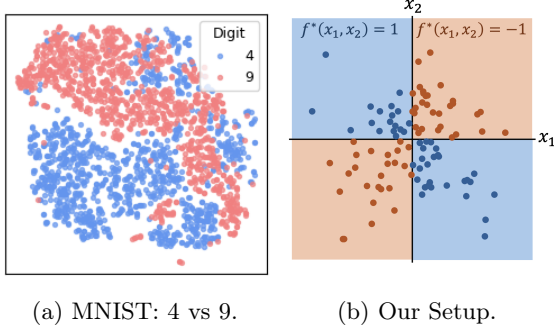 Digit
4
9
x₂
f*(x₁, x₂) = 1
f*(x₁, x₂) = −1
x₁
(a) MNIST: 4 vs 9.
(b) Our Setup.